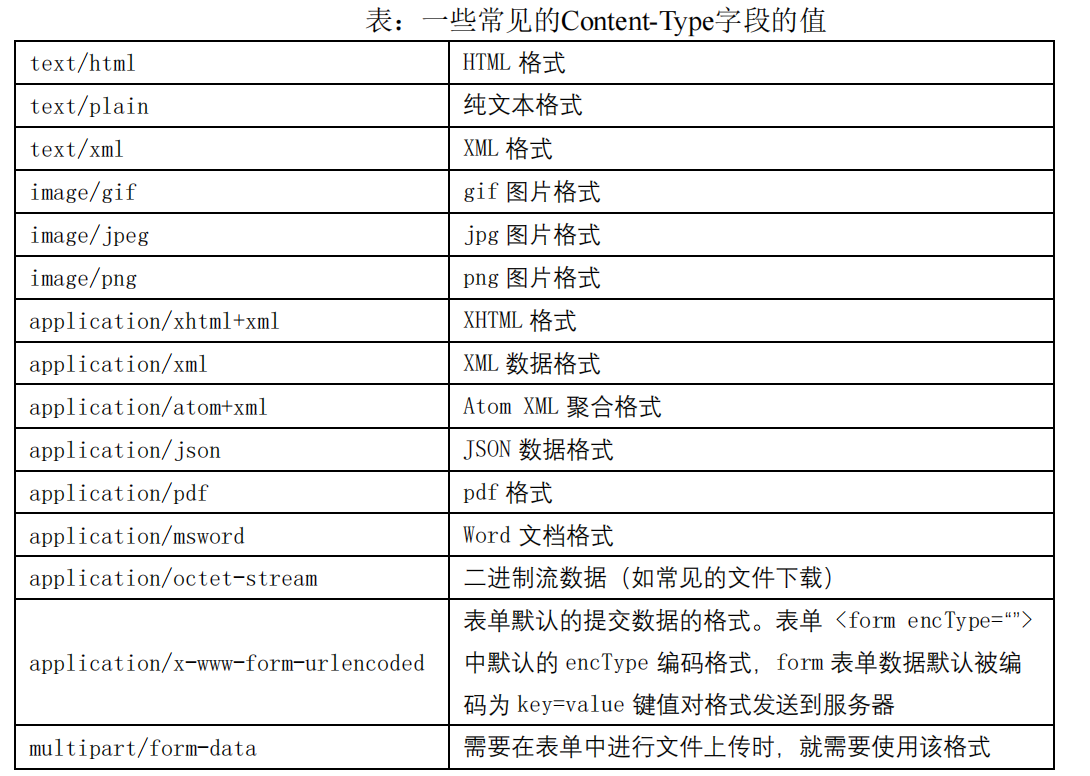 表：一些常见的Content-Type字段的值
text/html HTML 格式
text/plain 纯文本格式
text/xml XML 格式
image/gif gif 图片格式
image/jpeg jpg 图片格式
image/png png 图片格式
application/xhtml+xml XHTML 格式
application/xml XML 数据格式
application/atom+xml Atom XML 聚合格式
application/json JSON 数据格式
application/pdf pdf 格式
application/msword Word 文档格式
application/octet-stream 二进制流数据（如常见的文件下载）
application/x-www-form-urlencoded
表单默认的提交数据的格式。表单 <form encType=“”>
中默认的 encType 编码格式，form 表单数据默认被编
码为 key=value 键值对格式发送到服务器
multipart/form-data 需要在表单中进行文件上传时，就需要使用该格式